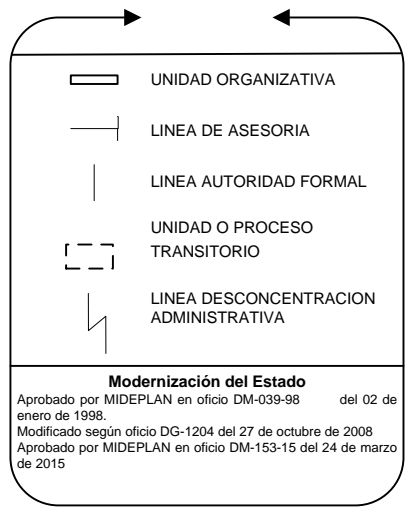 UNIDAD ORGANIZATIVA
LINEA DE ASESORIA
LINEA AUTORIDAD FORMAL
UNIDAD O PROCESO
TRANSITORIO
LINEA DESCONCENTRACION
ADMINISTRATIVA
Modernización del Estado
Aprobado por MIDEPLAN en oficio DM-039-98 del 02 de
enero de 1998.
Modificado según oficio DG-1204 del 27 de octubre de 2008
Aprobado por MIDEPLAN en oficio DM-153-15 del 24 de marzo
de 2015